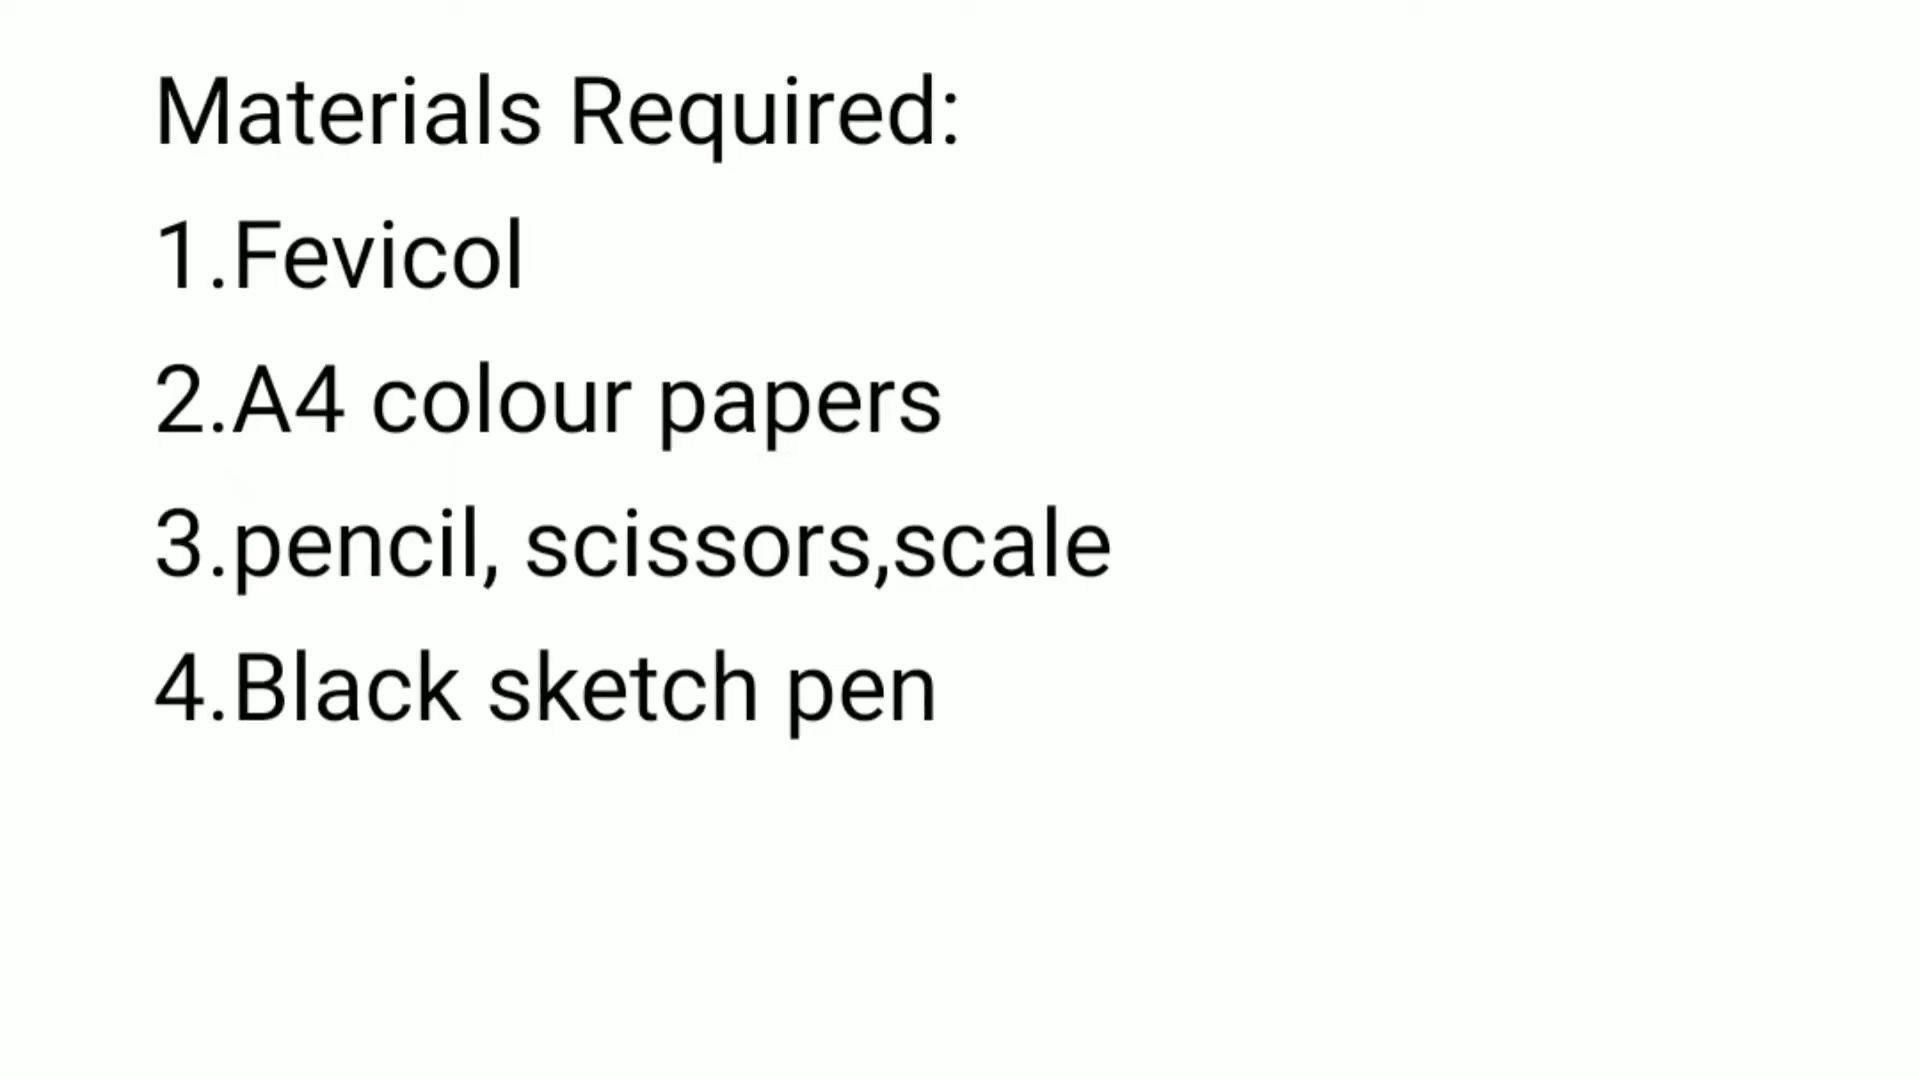 Materials Required:
1.Fevicol
2.A4 colour papers
3.pencil, scissors,scale
4.Black sketch pen